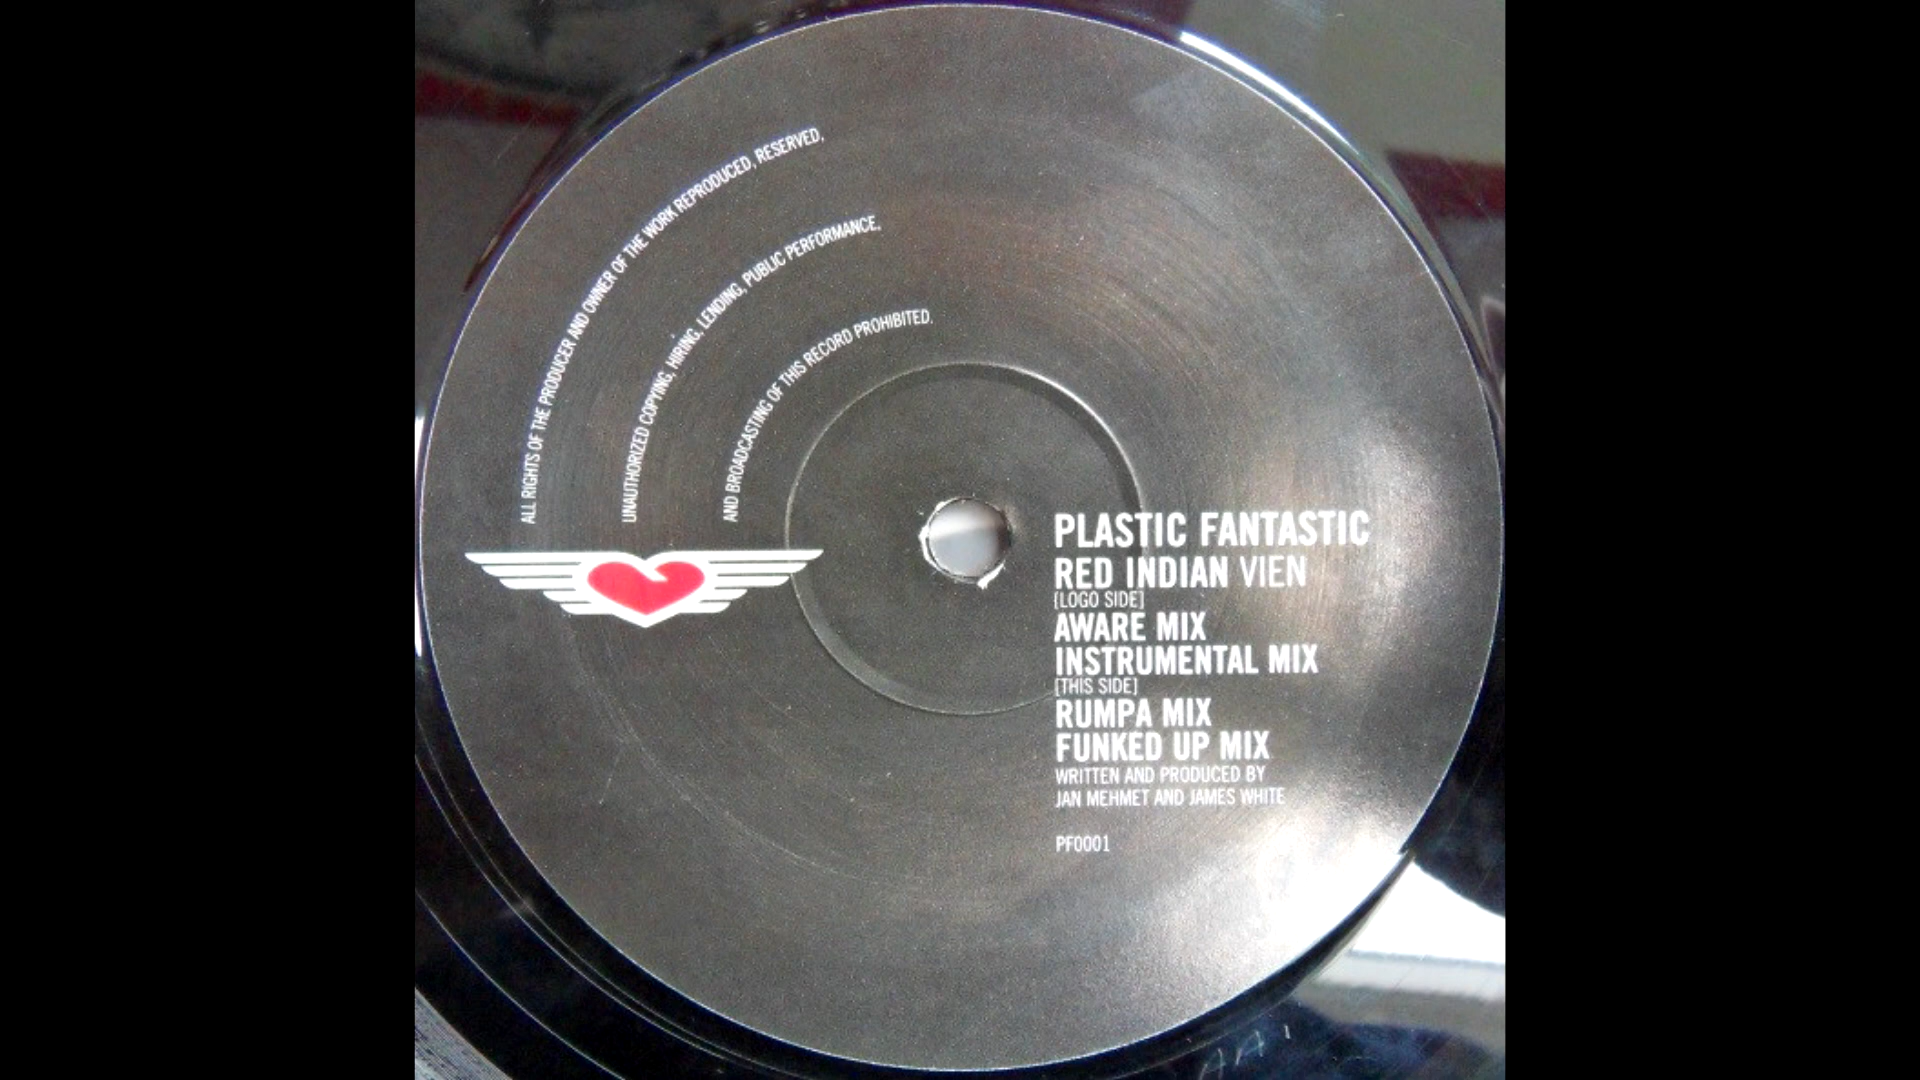 ALL RIGHTS OF THE PRODUCER AND OWNER OF THE WORK REPRODUCED, RESERVED,
UNAUTHORIZED COPYING, HIRING, LENDING, PUBLIC PERFORMANCE,
AND BROADCASTING OF THIS RECORD PROHIBITED.
PLASTIC FANTASTIC
RED INDIAN VIEN
[LOGO SIDE]
AWARE MIX
INSTRUMENTAL MIX
[THIS SIDE]
RUMPA MIX
FUNKED UP MIX
WRITTEN AND PRODUCED BY
JAN MEHMET AND JAMES WHITE
PF0001